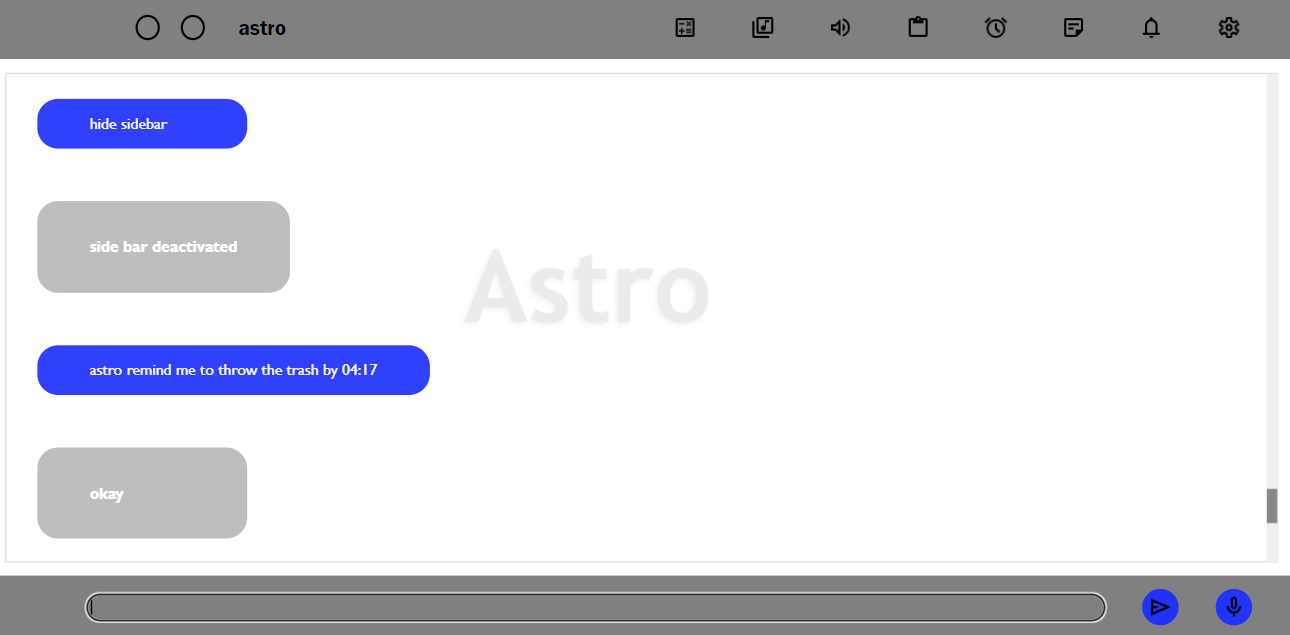 astro
hide sidebar
side bar deactivated
Astro
astro remind me to throw the trash by 04:17
okay